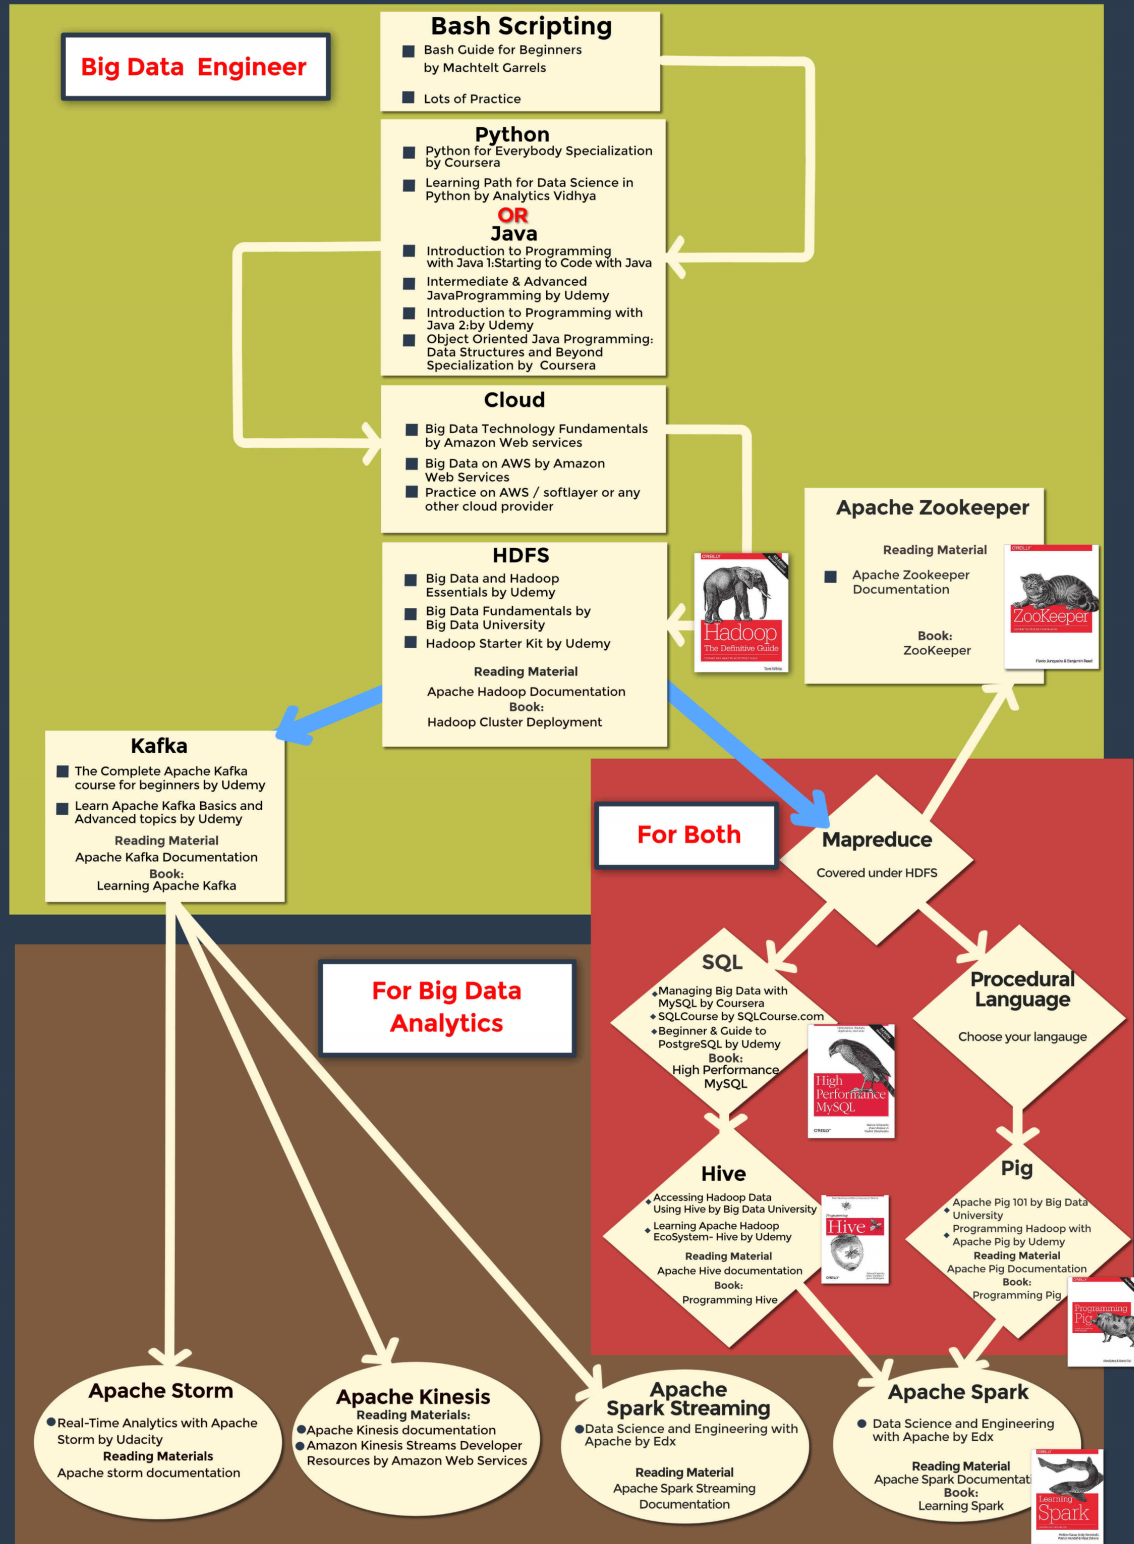 Big Data Engineer
Bash Scripting
Bash Guide for Beginners
by Machtelt Garrels
Lots of Practice
Python
Python for Everybody Specialization
by Coursera
Learning Path for Data Science in
Python by Analytics Vidhya
OR
Java
Introduction to Programming
with Java 1:Starting to Code with Java
Intermediate & Advanced
JavaProgramming by Udemy
Introduction to Programming with
Java 2:by Udemy
Object Oriented Java Programming:
Data Structures and Beyond
Specialization by Coursera
Cloud
Big Data Technology Fundamentals
by Amazon Web services
Big Data on AWS by Amazon
Web Services
Practice on AWS / softlayer or any
other cloud provider
HDFS
Big Data and Hadoop
Essentials by Udemy
Big Data Fundamentals by
Big Data University
Hadoop Starter Kit by Udemy
Reading Material
Apache Hadoop Documentation
Book:
Hadoop Cluster Deployment
O'REILLY
Hadoop
The Definitive Guide
Tom White
Apache Zookeeper
Reading Material
Apache Zookeeper
Documentation
Book:
ZooKeeper
O'REILLY
ZooKeeper
Flavio Junqueira & Benjamin Reed
Kafka
The Complete Apache Kafka
course for beginners by Udemy
Learn Apache Kafka Basics and
Advanced topics by Udemy
Reading Material
Apache Kafka Documentation
Book:
Learning Apache Kafka
For Both
Mapreduce
Covered under HDFS
SQL
Managing Big Data with
MySQL by Coursera
SQLCourse by SQLCourse.com
Beginner & Guide to
PostgreSQL by Udemy
Book:
High Performance
MySQL
High
Performance
MySQL
O'REILLY
Procedural
Language
Choose your langauge
Hive
Accessing Hadoop Data
Using Hive by Big Data University
Learning Apache Hadoop
EcoSystem- Hive by Udemy
Reading Material
Apache Hive documentation
Book:
Programming Hive
Programming
Hive
O'REILLY
Pig
Apache Pig 101 by Big Data
University
Programming Hadoop with
Apache Pig by Udemy
Reading Material
Apache Pig Documentation
Book:
Programming Pig
Programming
Pig
For Big Data
Analytics
Apache Storm
Real-Time Analytics with Apache
Storm by Udacity
Reading Materials
Apache storm documentation
Apache Kinesis
Reading Materials:
Apache Kinesis documentation
Amazon Kinesis Streams Developer
Resources by Amazon Web Services
Apache
Spark Streaming
Data Science and Engineering with
Apache by Edx
Reading Material
Apache Spark Streaming
Documentation
Apache Spark
Data Science and Engineering
with Apache by Edx
Reading Material
Apache Spark Documentati
Book:
Learning Spark
O'REILLY
Learning
Spark